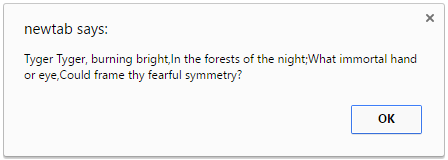 newtab says:
Tyger Tyger, burning bright,In the forests of the night;What immortal hand
or eye,Could frame thy fearful symmetry?
OK